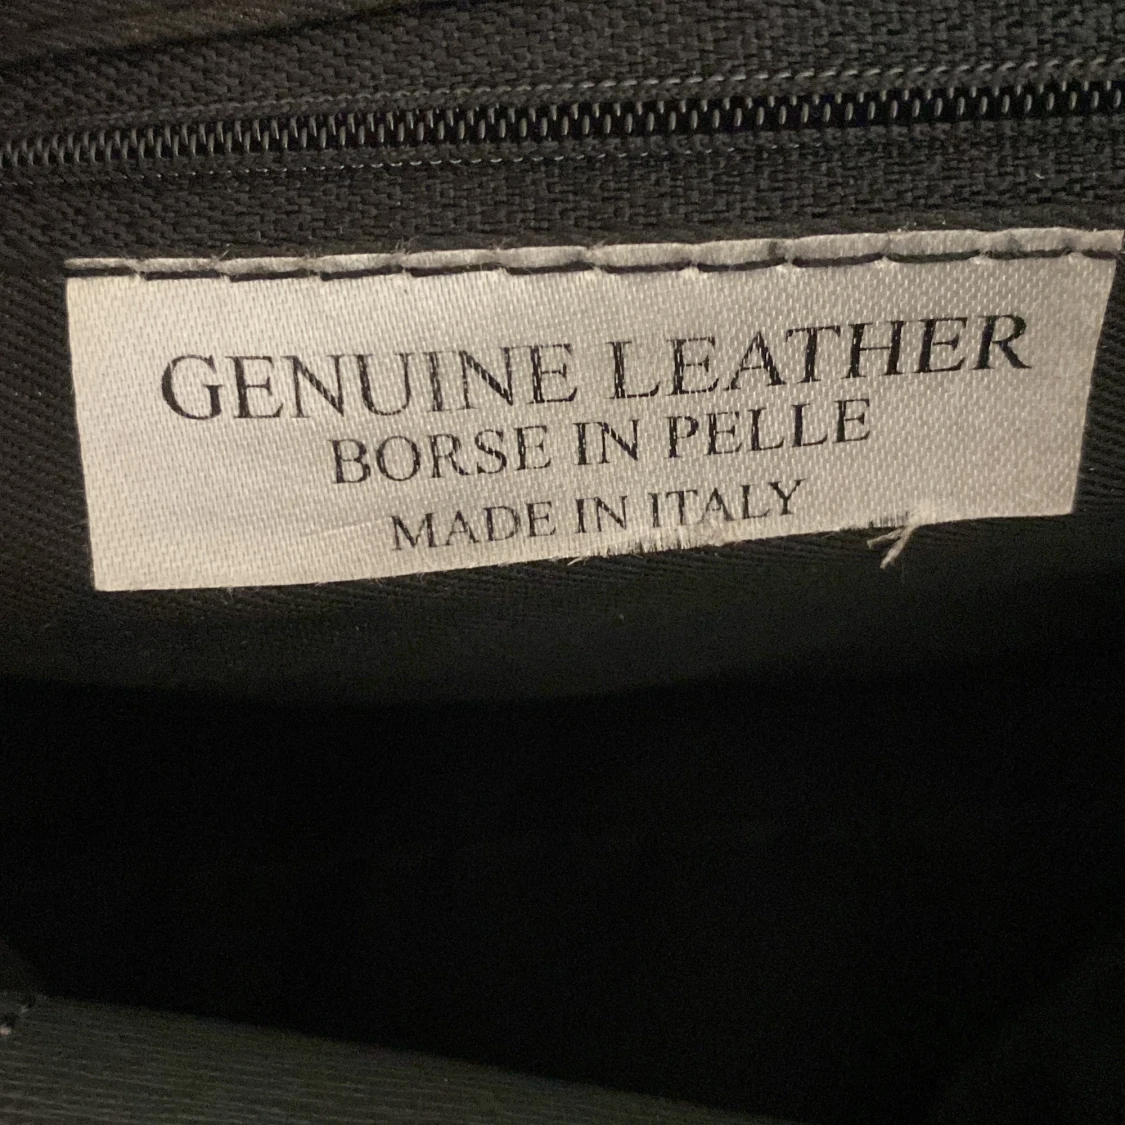 GENUINE LEATHER
BORSE IN PELLE
MADE IN ITALY